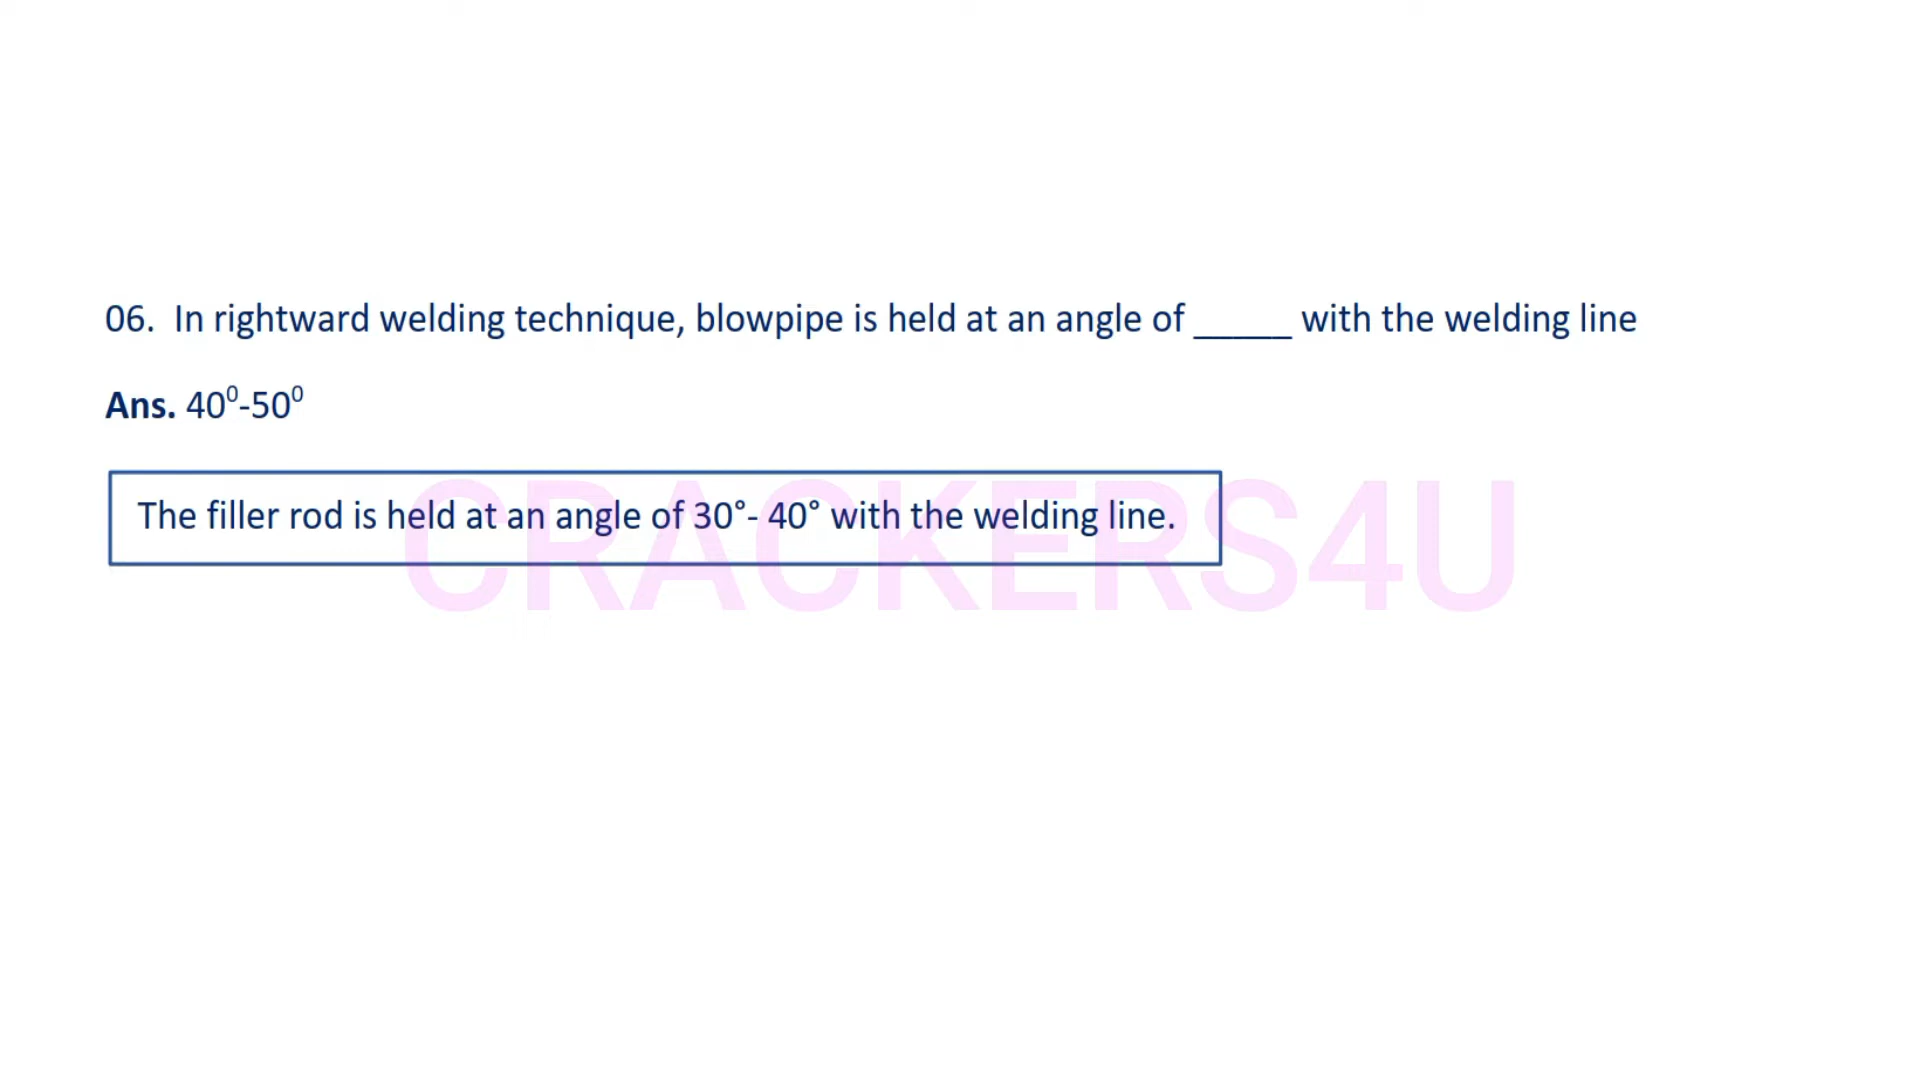 06. In rightward welding technique, blowpipe is held at an angle of _____ with the welding line
Ans. 40⁰-50⁰
The filler rod is held at an angle of 30°- 40° with the welding line.
CRACKERS4U